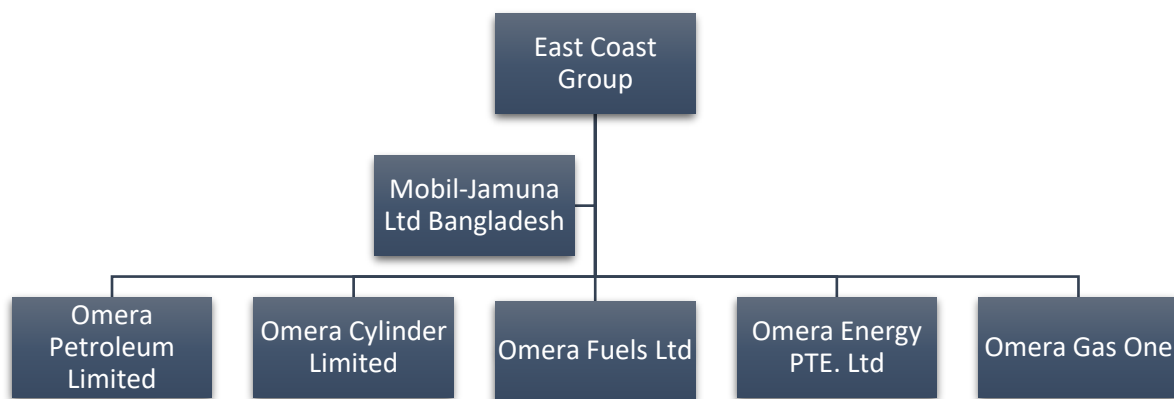 East Coast
Group
Mobil-Jamuna
Ltd Bangladesh
Omera
Petroleum
Limited
Omera Cylinder
Limited
Omera Fuels Ltd
Omera Energy
PTE. Ltd
Omera Gas One